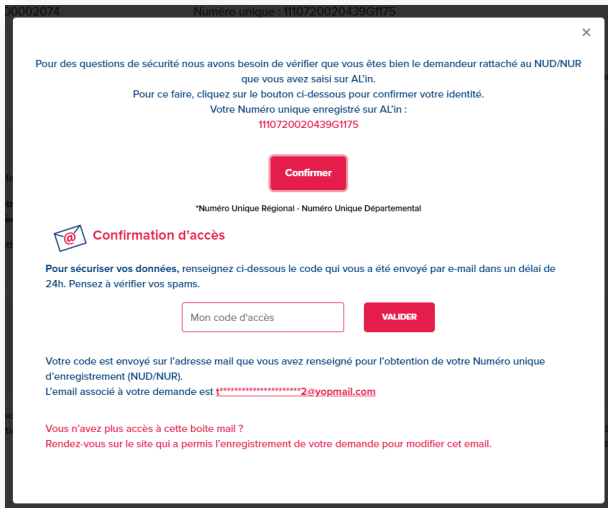 00002074 Numéro unique : 1110720020439G1175
×
Pour des questions de sécurité nous avons besoin de vérifier que vous êtes bien le demandeur rattaché au NUD/NUR
que vous avez saisi sur AL'in.
Pour ce faire, cliquez sur le bouton ci-dessous pour confirmer votre identité.
Votre Numéro unique enregistré sur AL'in :
1110720020439G1175
Confirmer
*Numéro Unique Régional - Numéro Unique Départemental
@ Confirmation d'accès
Pour sécuriser vos données, renseignez ci-dessous le code qui vous a été envoyé par e-mail dans un délai de
24h. Pensez à vérifier vos spams.
Mon code d'accès VALIDER
Votre code est envoyé sur l'adresse mail que vous avez renseigné pour l'obtention de votre Numéro unique
d'enregistrement (NUD/NUR).
L'email associé à votre demande est t*********************2@yopmail.com
Vous n'avez plus accès à cette boite mail ?
Rendez-vous sur le site qui a permis l'enregistrement de votre demande pour modifier cet email.